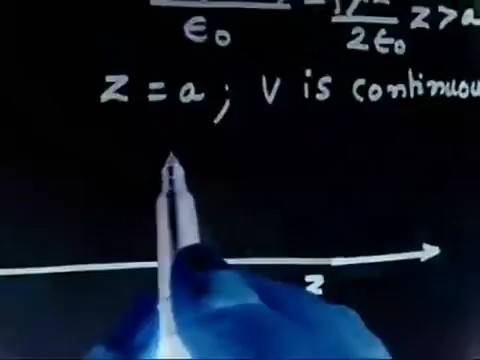 ϵ₀ 2ϵ₀ z > a
z = a ; V is continuou
z